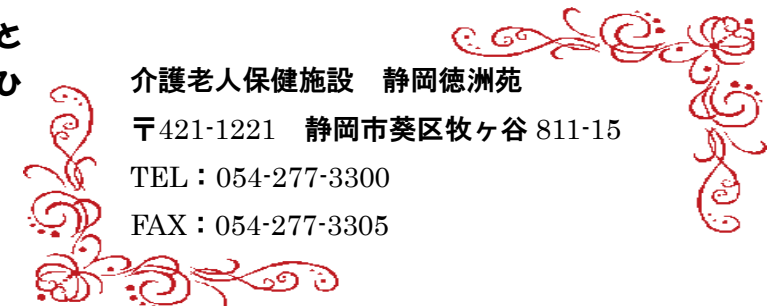 と
ひ
介護老人保健施設　静岡徳洲苑
〒421-1221　静岡市葵区牧ヶ谷 811-15
TEL：054-277-3300
FAX：054-277-3305